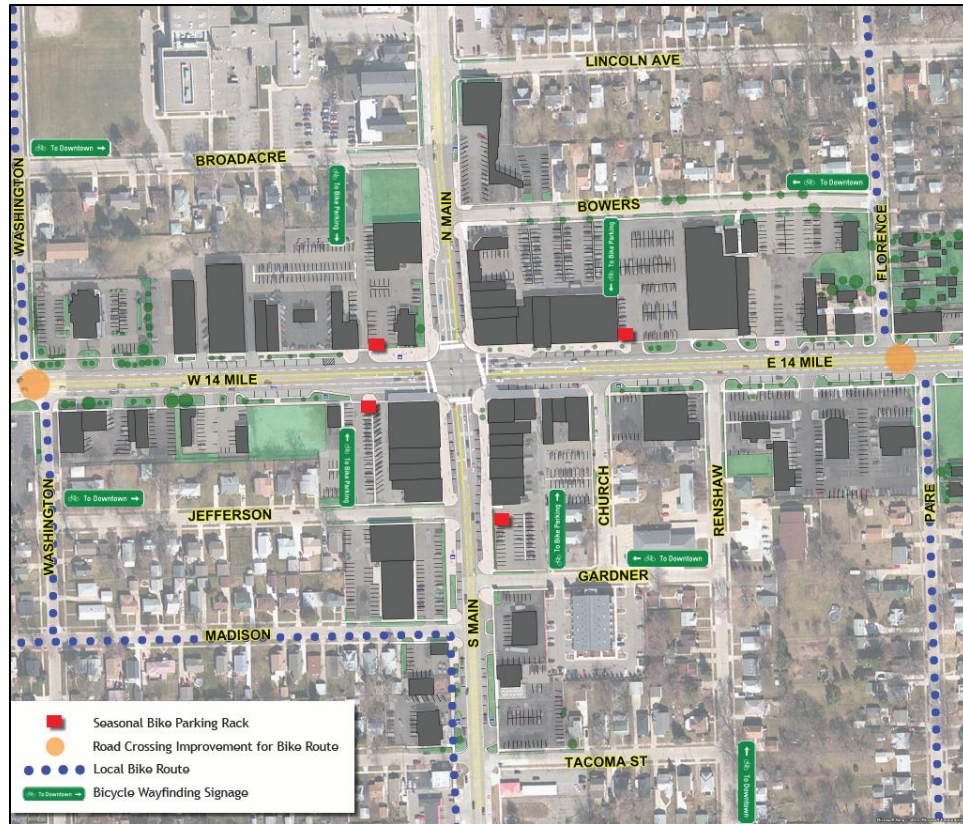 LINCOLN AVE
To Downtown →
BROADACRE
WASHINGTON
To Bike Parking →
N MAIN
← To Downtown
BOWERS
← To Bike Parking
FLORENCE
W 14 MILE
E 14 MILE
← To Bike Parking
To Downtown →
JEFFERSON
WASHINGTON
To Bike Parking →
CHURCH
RENSHAW
PARE
← To Downtown
GARDNER
S MAIN
MADISON
TACOMA ST
To Downtown →
Seasonal Bike Parking Rack
Road Crossing Improvement for Bike Route
Local Bike Route
To Downtown →
Bicycle Wayfinding Signage